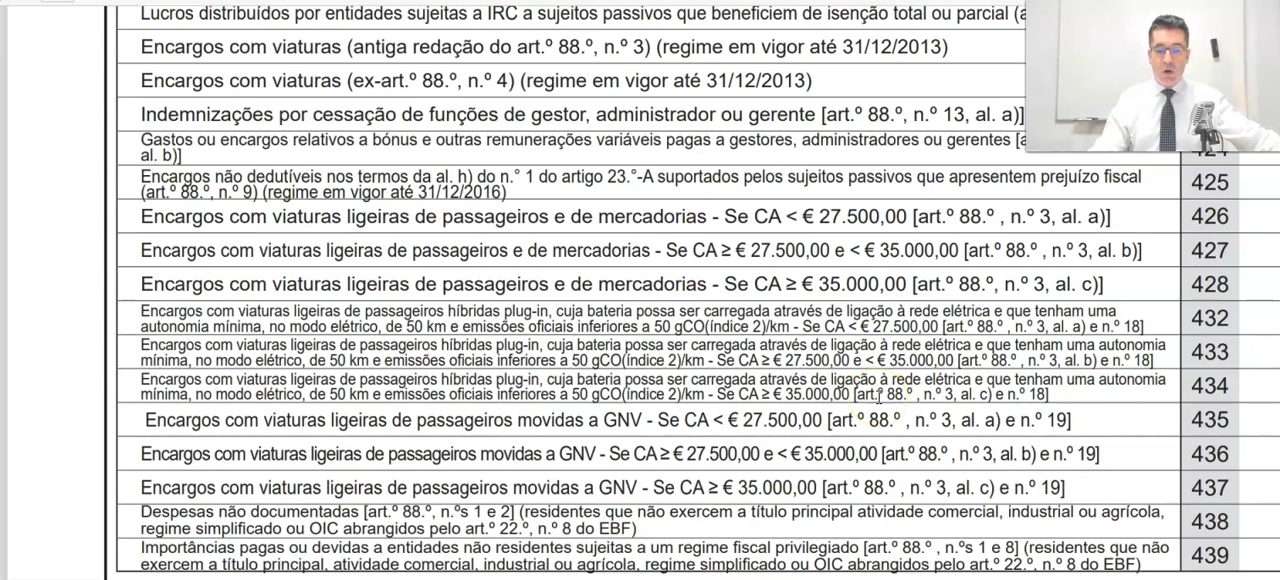 Lucros distribuídos por entidades sujeitas a IRC a sujeitos passivos que beneficiem de isenção total ou parcial
Encargos com viaturas (antiga redação do art.º 88.º, n.º 3) (regime em vigor até 31/12/2013)
Encargos com viaturas (ex-art.º 88.º, n.º 4) (regime em vigor até 31/12/2013)
Indemnizações por cessação de funções de gestor, administrador ou gerente [art.º 88.º, n.º 13, al. a)]
Gastos ou encargos relativos a bónus e outras remunerações variáveis pagas a gestores, administradores ou gerentes
al. b)]
Encargos não dedutíveis nos termos da al. h) do n.° 1 do artigo 23.°-A suportados pelos sujeitos passivos que apresentem prejuízo fiscal
(art.º 88.º, n.º 9) (regime em vigor até 31/12/2016)
425
Encargos com viaturas ligeiras de passageiros e de mercadorias - Se CA < € 27.500,00 [art.º 88.º , n.º 3, al. a)]
426
Encargos com viaturas ligeiras de passageiros e de mercadorias - Se CA ≥ € 27.500,00 e < € 35.000,00 [art.º 88.º , n.º 3, al. b)]
427
Encargos com viaturas ligeiras de passageiros e de mercadorias - Se CA ≥ € 35.000,00 [art.º 88.º, n.º 3, al. c)]
428
Encargos com viaturas ligeiras de passageiros híbridas plug-in, cuja bateria possa ser carregada através de ligação à rede elétrica e que tenham uma
autonomia mínima, no modo elétrico, de 50 km e emissões oficiais inferiores a 50 gCO(índice 2)/km - Se CA < € 27.500,00 [art.º 88.º , n.º 3, al. a) e n.º 18]
432
Encargos com viaturas ligeiras de passageiros híbridas plug-in, cuja bateria possa ser carregada através de ligação à rede elétrica e que tenham uma autonomia
mínima, no modo elétrico, de 50 km e emissões oficiais inferiores a 50 gCO(índice 2)/km - Se CA ≥ € 27.500,00 e < € 35.000,00 [art.º 88.º , n.º 3, al. b) e n.º 18]
433
Encargos com viaturas ligeiras de passageiros híbridas plug-in, cuja bateria possa ser carregada através de ligação à rede elétrica e que tenham uma autonomia
mínima, no modo elétrico, de 50 km e emissões oficiais inferiores a 50 gCO(índice 2)/km - Se CA ≥ € 35.000,00 [art.º 88.º , n.º 3, al. c) e n.º 18]
434
Encargos com viaturas ligeiras de passageiros movidas a GNV - Se CA < € 27.500,00 [art.º 88.º , n.º 3, al. a) e n.º 19]
435
Encargos com viaturas ligeiras de passageiros movidas a GNV - Se CA ≥ € 27.500,00 e < € 35.000,00 [art.º 88.º , n.º 3, al. b) e n.º 19]
436
Encargos com viaturas ligeiras de passageiros movidas a GNV - Se CA ≥ € 35.000,00 [art.º 88.º , n.º 3, al. c) e n.º 19]
437
Despesas não documentadas [art.º 88.º, n.ºs 1 e 2] (residentes que não exercem a título principal atividade comercial, industrial ou agrícola,
regime simplificado ou OIC abrangidos pelo art.º 22.º, n.º 8 do EBF)
438
Importâncias pagas ou devidas a entidades não residentes sujeitas a um regime fiscal privilegiado [art.º 88.º , n.ºs 1 e 8] (residentes que não
exercem a título principal, atividade comercial, industrial ou agrícola, regime simplificado ou OIC abrangidos pelo art.º 22.º, n.º 8 do EBF)
439